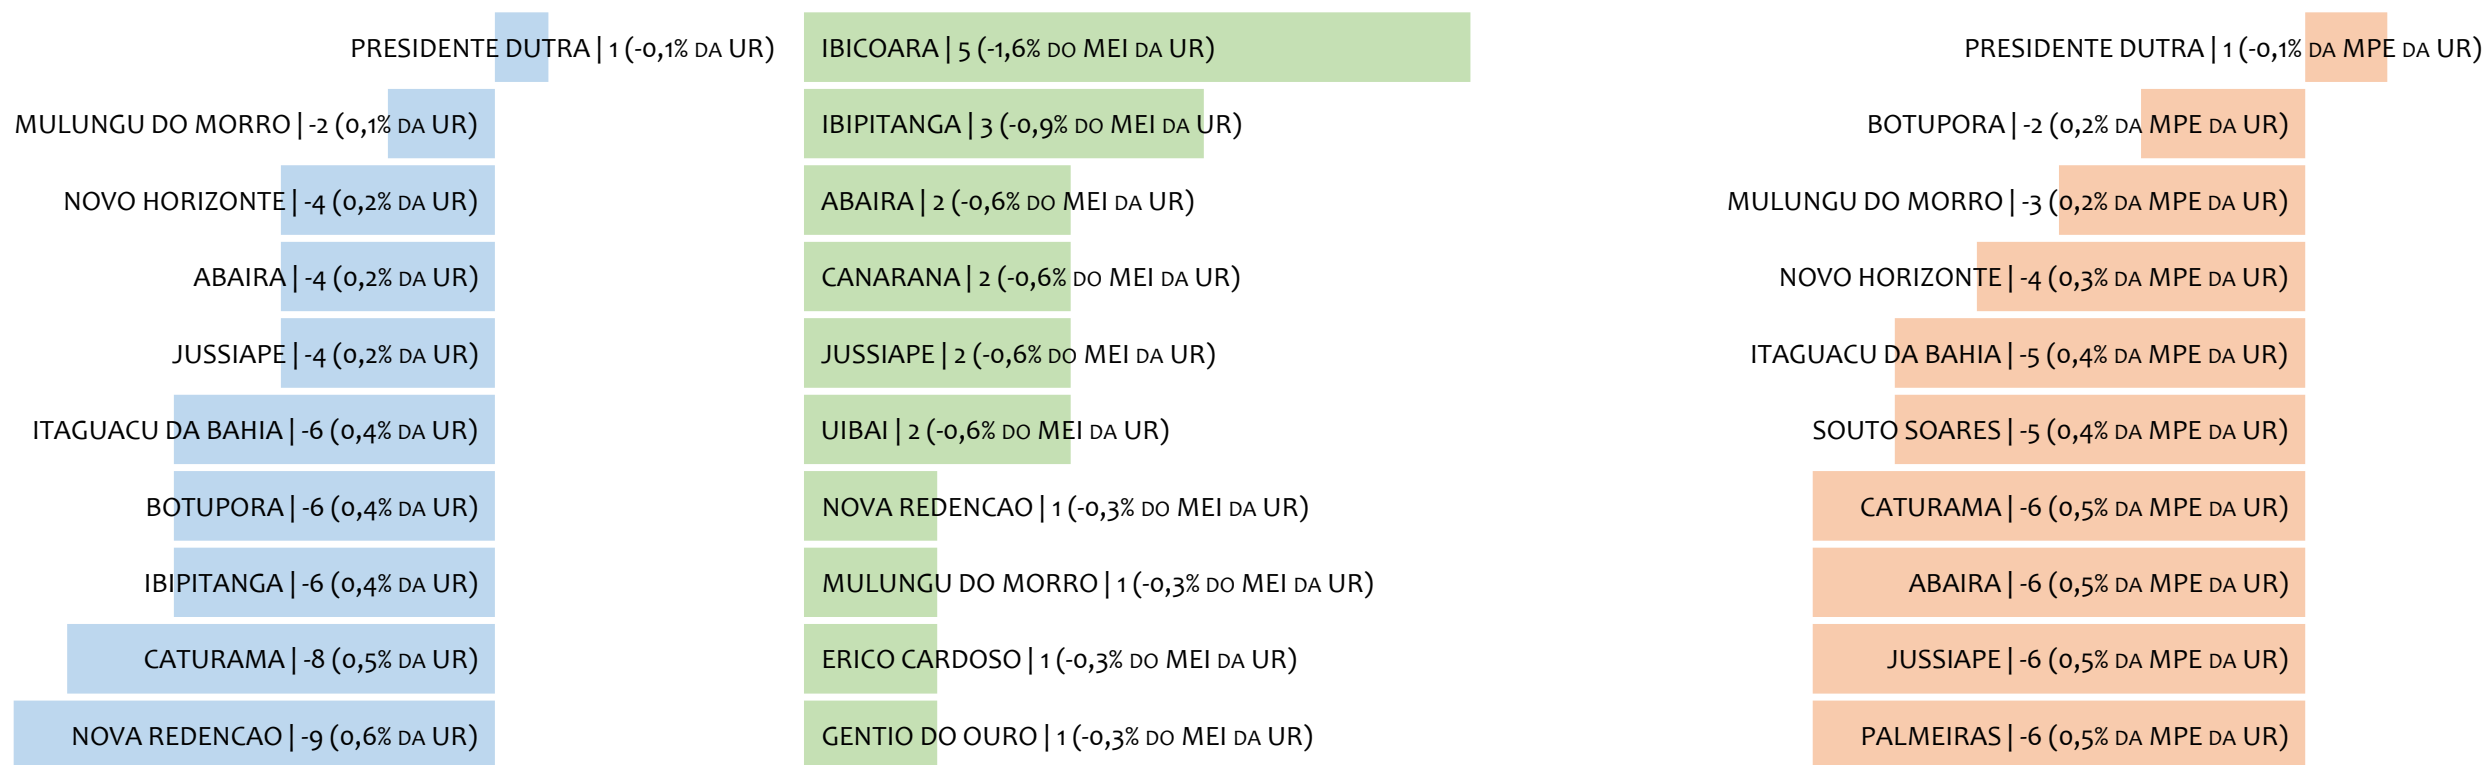 PRESIDENTE DUTRA | 1 (-0,1% DA UR)
MULUNGU DO MORRO | -2 (0,1% DA UR)
NOVO HORIZONTE | -4 (0,2% DA UR)
ABAIRA | -4 (0,2% DA UR)
JUSSIAPE | -4 (0,2% DA UR)
ITAGUACU DA BAHIA | -6 (0,4% DA UR)
BOTUPORA | -6 (0,4% DA UR)
IBIPITANGA | -6 (0,4% DA UR)
CATURAMA | -8 (0,5% DA UR)
NOVA REDENCAO | -9 (0,6% DA UR)
IBICOARA | 5 (-1,6% DO MEI DA UR)
IBIPITANGA | 3 (-0,9% DO MEI DA UR)
ABAIRA | 2 (-0,6% DO MEI DA UR)
CANARANA | 2 (-0,6% DO MEI DA UR)
JUSSIAPE | 2 (-0,6% DO MEI DA UR)
UIBAI | 2 (-0,6% DO MEI DA UR)
NOVA REDENCAO | 1 (-0,3% DO MEI DA UR)
MULUNGU DO MORRO | 1 (-0,3% DO MEI DA UR)
ERICO CARDOSO | 1 (-0,3% DO MEI DA UR)
GENTIO DO OURO | 1 (-0,3% DO MEI DA UR)
PRESIDENTE DUTRA | 1 (-0,1% DA MPE DA UR)
BOTUPORA | -2 (0,2% DA MPE DA UR)
MULUNGU DO MORRO | -3 (0,2% DA MPE DA UR)
NOVO HORIZONTE | -4 (0,3% DA MPE DA UR)
ITAGUACU DA BAHIA | -5 (0,4% DA MPE DA UR)
SOUTO SOARES | -5 (0,4% DA MPE DA UR)
CATURAMA | -6 (0,5% DA MPE DA UR)
ABAIRA | -6 (0,5% DA MPE DA UR)
JUSSIAPE | -6 (0,5% DA MPE DA UR)
PALMEIRAS | -6 (0,5% DA MPE DA UR)